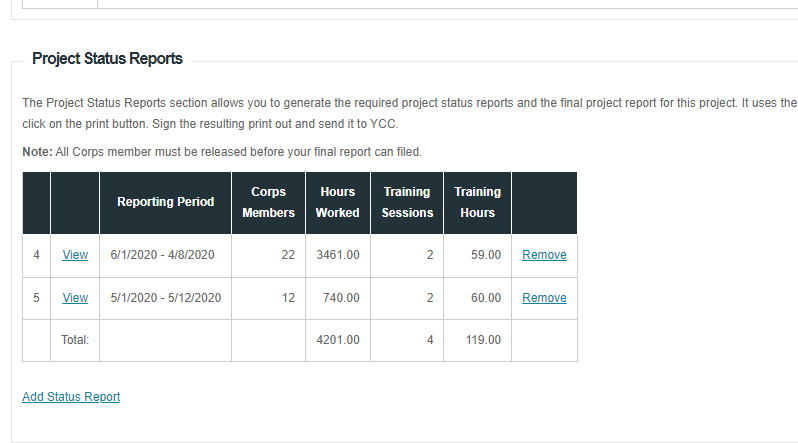 Project Status Reports
The Project Status Reports section allows you to generate the required project status reports and the final project report for this project. It uses the
click on the print button. Sign the resulting print out and send it to YCC.
Note: All Corps member must be released before your final report can filed.
Reporting Period Corps Members Hours Worked Training Sessions Training Hours
4 View 6/1/2020 - 4/8/2020 22 3461.00 2 59.00 Remove
5 View 5/1/2020 - 5/12/2020 12 740.00 2 60.00 Remove
Total: 4201.00 4 119.00
Add Status Report